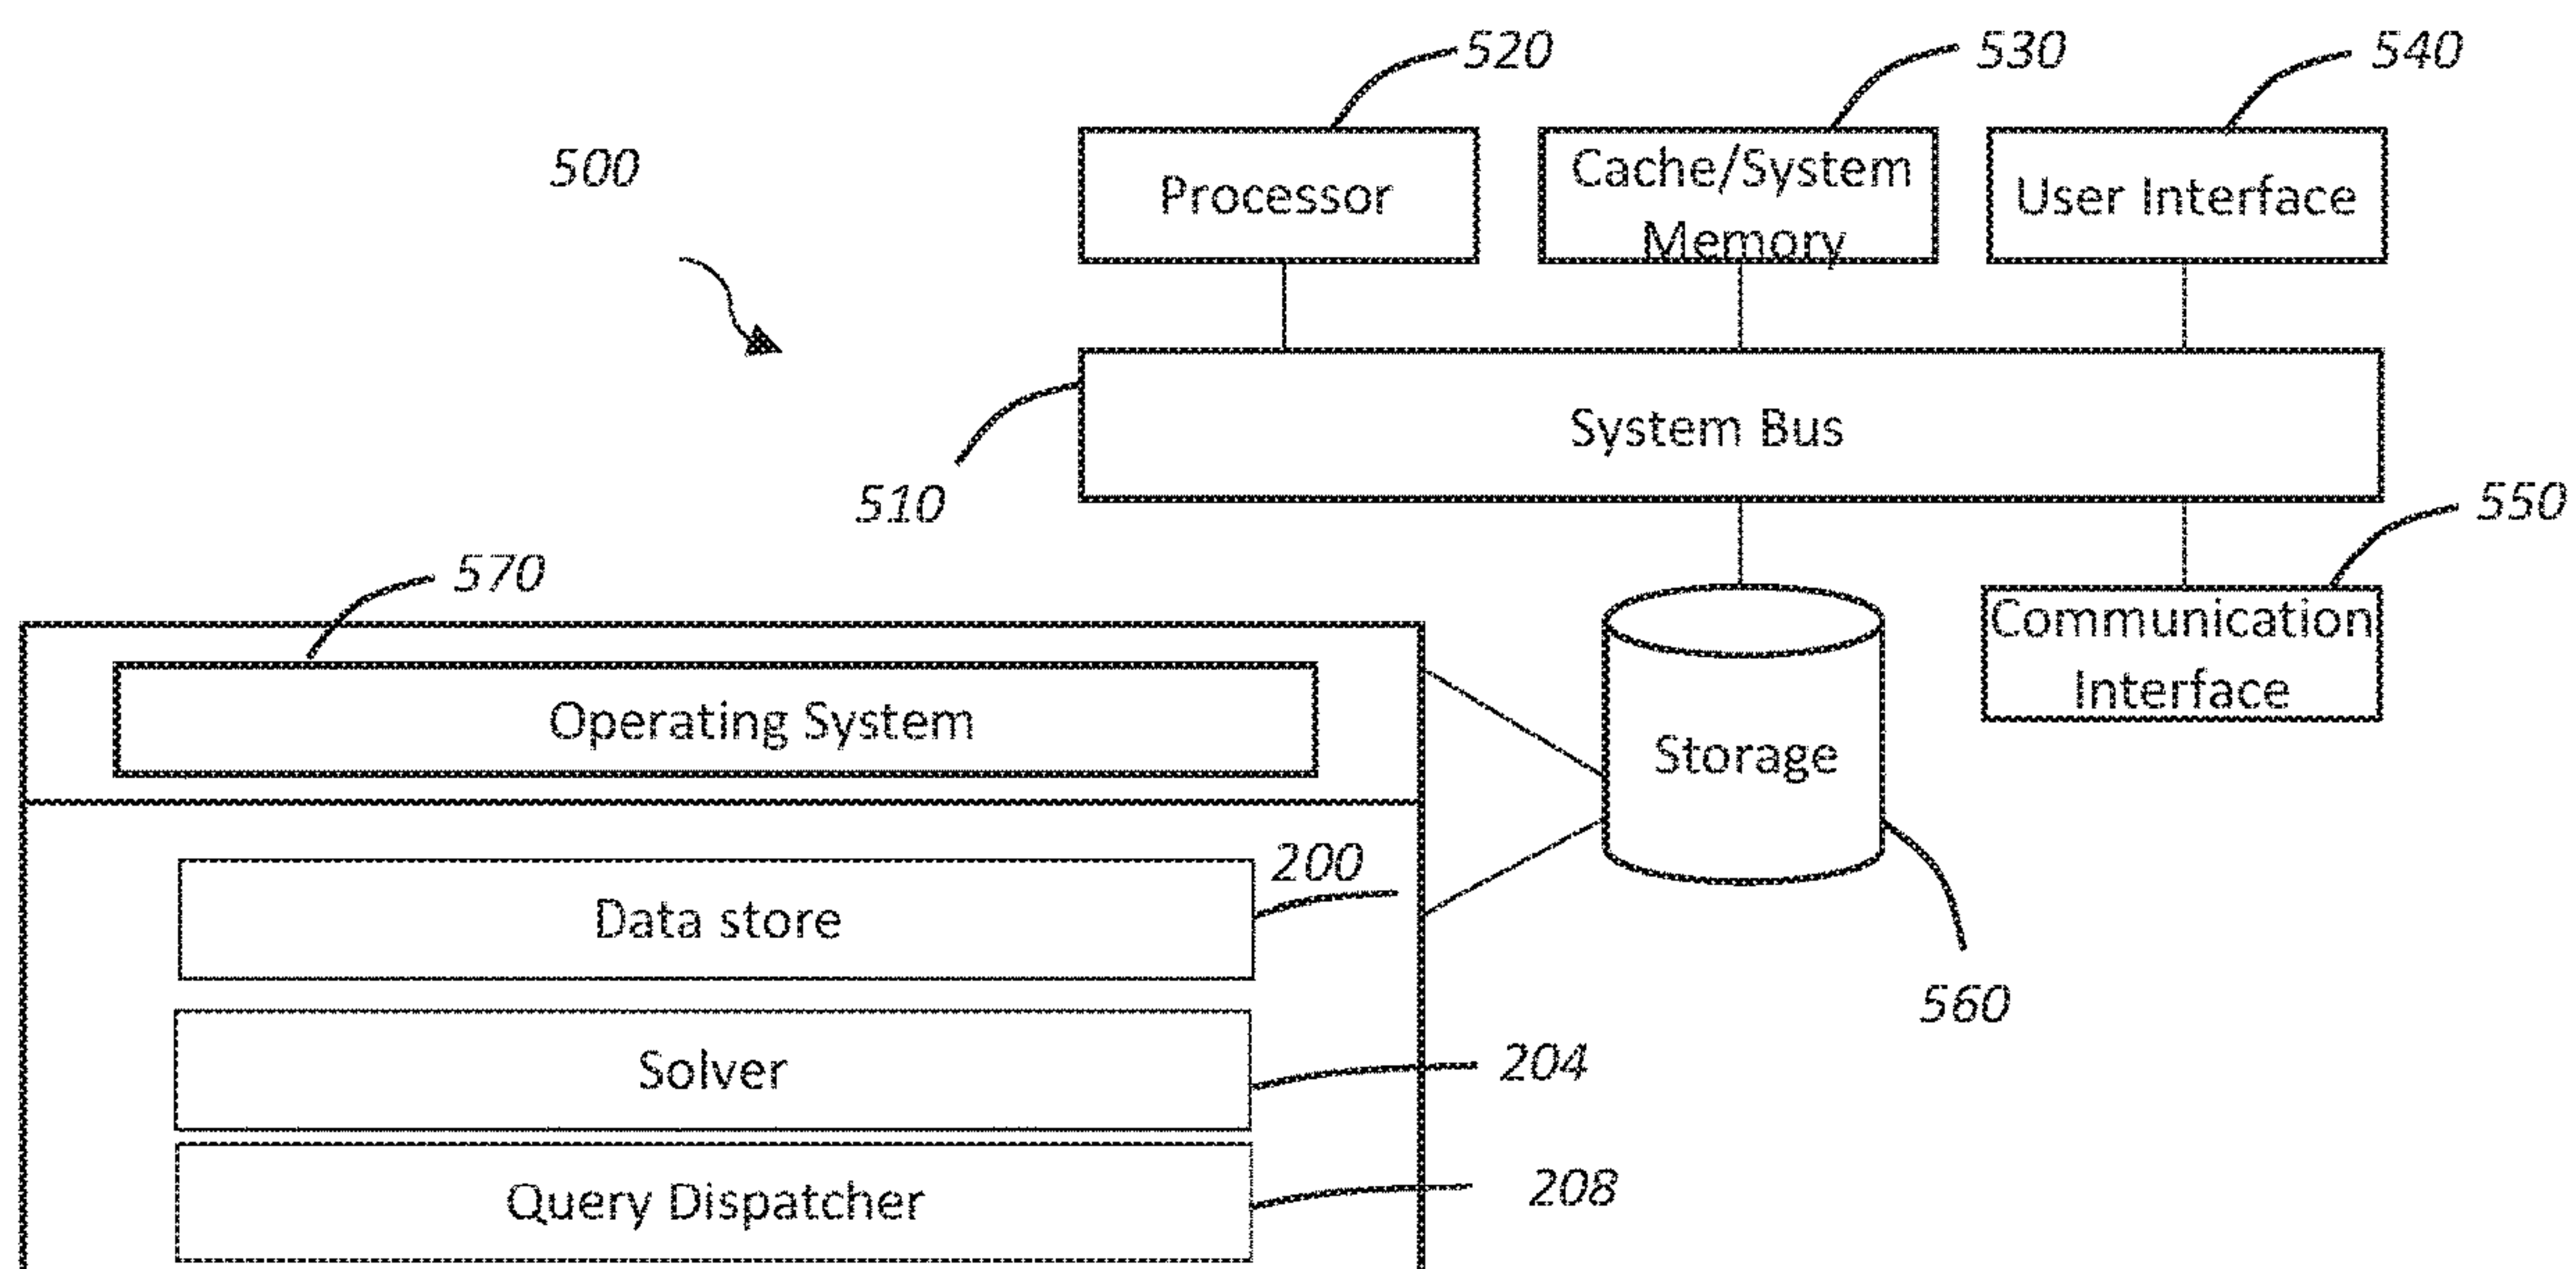 520
530
540
500
Processor
Cache/System
Memory
User Interface
System Bus
510
550
570
Communication
Interface
Operating System
Storage
200
Data store
560
Solver
204
Query Dispatcher
208